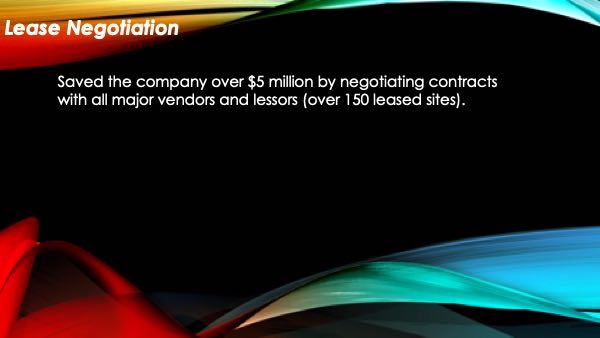 Lease Negotiation
Saved the company over $5 million by negotiating contracts
with all major vendors and lessors (over 150 leased sites).